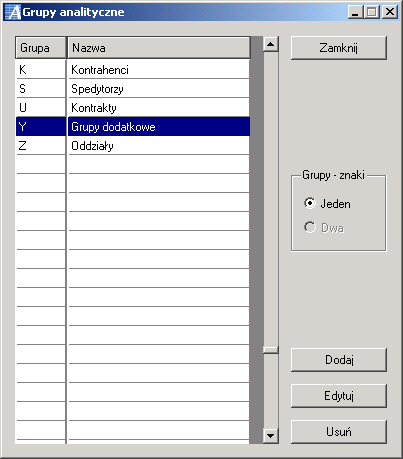 Grupy analityczne
Grupa Nazwa
K Kontrahenci
S Spedytorzy
U Kontrakty
Y Grupy dodatkowe
Z Oddziały
Zamknij
Grupy - znaki
Jeden
Dwa
Dodaj
Edytuj
Usuń